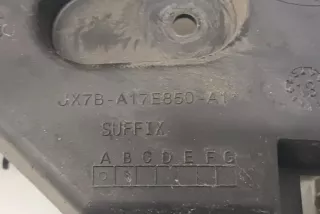 JX7B-A17E850-A1
SUFFIX
A B C D E F G